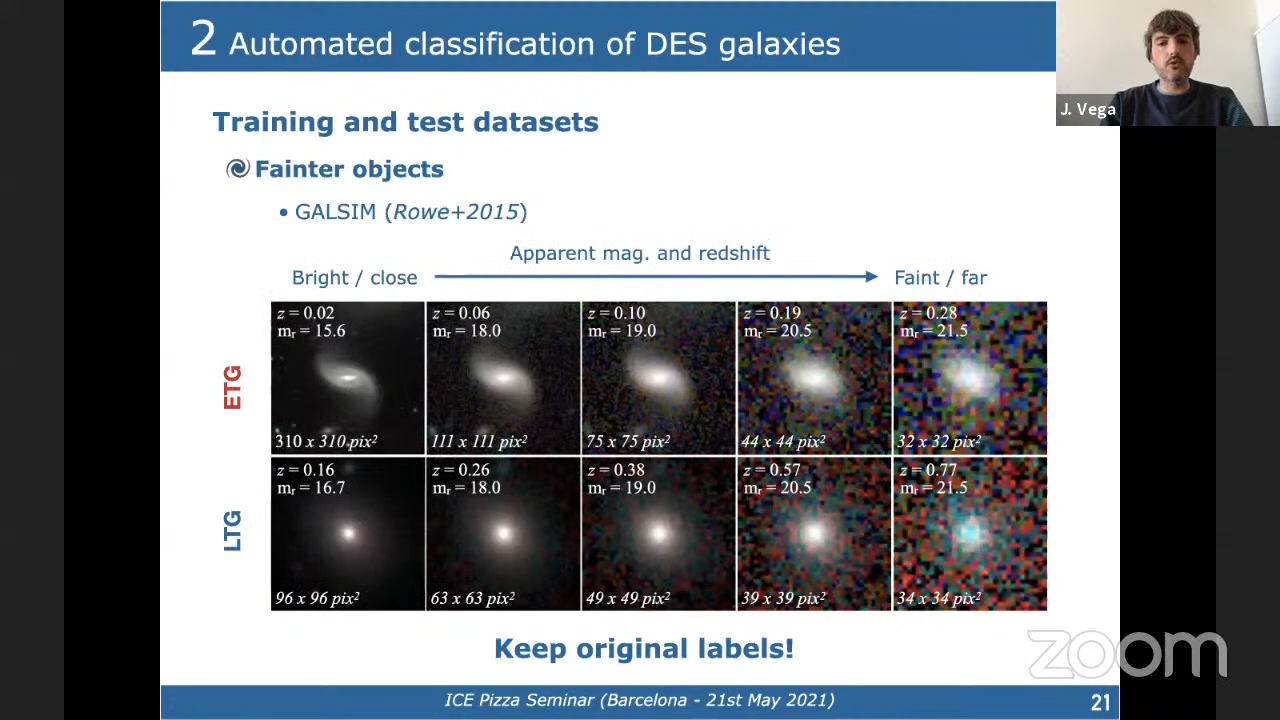 2 Automated classification of DES galaxies
J. Vega
Training and test datasets
Fainter objects
• GALSIM (Rowe+2015)
Apparent mag. and redshift
Bright / close
Faint / far
ETG
z = 0.02
mr = 15.6
310 x 310 pix²
z = 0.06
mr = 18.0
111 x 111 pix²
z = 0.10
mr = 19.0
75 x 75 pix²
z = 0.19
mr = 20.5
44 x 44 pix²
z = 0.28
mr = 21.5
32 x 32 pix²
LTG
z = 0.16
mr = 16.7
96 x 96 pix²
z = 0.26
mr = 18.0
63 x 63 pix²
z = 0.38
mr = 19.0
49 x 49 pix²
z = 0.57
mr = 20.5
39 x 39 pix²
z = 0.77
mr = 21.5
34 x 34 pix²
Keep original labels!
zoom
ICE Pizza Seminar (Barcelona - 21st May 2021)
21